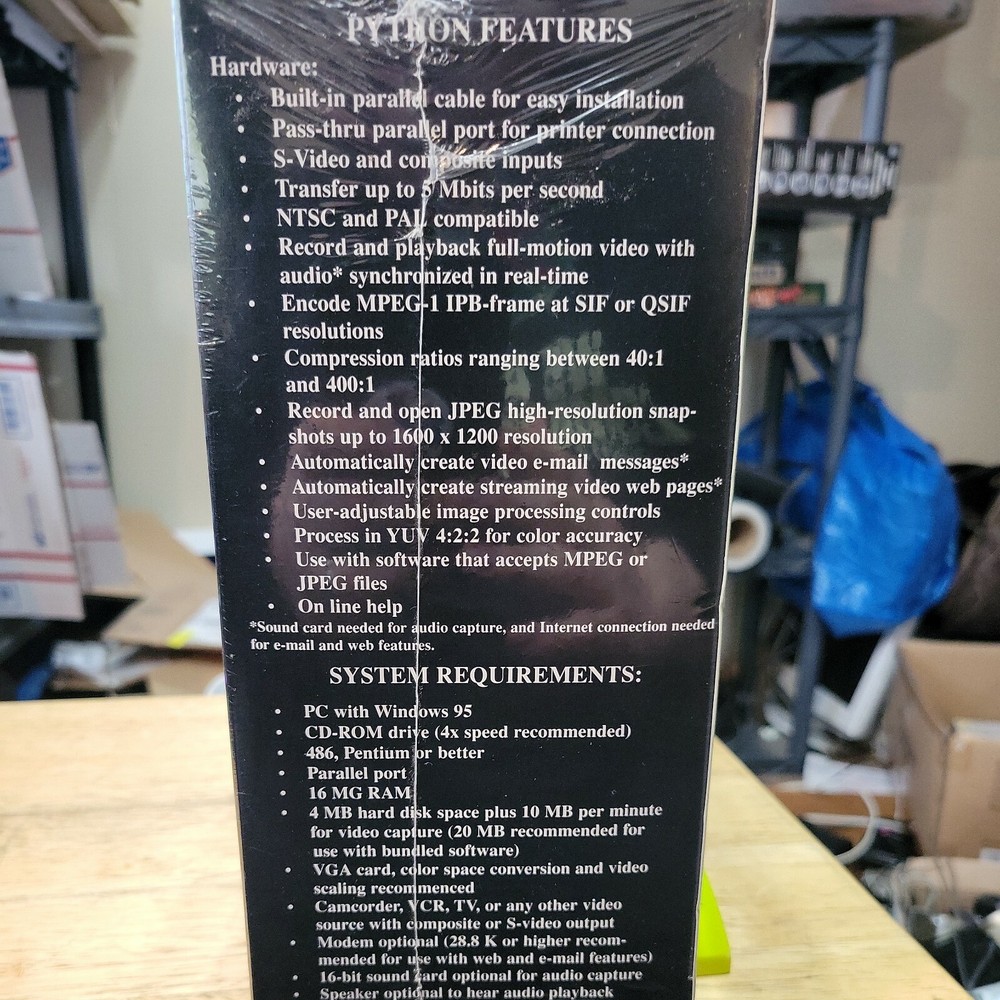 PYTHON FEATURES
Hardware:
• Built-in parallel cable for easy installation
• Pass-thru parallel port for printer connection
• S-Video and composite inputs
• Transfer up to 5 Mbits per second
• NTSC and PAL compatible
• Record and playback full-motion video with
audio* synchronized in real-time
• Encode MPEG-1 IPB-frame at SIF or QSIF
resolutions
• Compression ratios ranging between 40:1
and 400:1
• Record and open JPEG high-resolution snap-
shots up to 1600 x 1200 resolution
• Automatically create video e-mail messages*
• Automatically create streaming video web pages*
• User-adjustable image processing controls
• Process in YUV 4:2:2 for color accuracy
• Use with software that accepts MPEG or
JPEG files
• On line help
*Sound card needed for audio capture, and Internet connection needed
for e-mail and web features.
SYSTEM REQUIREMENTS:
• PC with Windows 95
• CD-ROM drive (4x speed recommended)
• 486, Pentium or better
• Parallel port
• 16 MG RAM
• 4 MB hard disk space plus 10 MB per minute
for video capture (20 MB recommended for
use with bundled software)
• VGA card, color space conversion and video
scaling recommenced
• Camcorder, VCR, TV, or any other video
source with composite or S-video output
• Modem optional (28.8 K or higher recom-
mended for use with web and e-mail features)
• 16-bit sound card optional for audio capture
• Speaker optional to hear audio playback